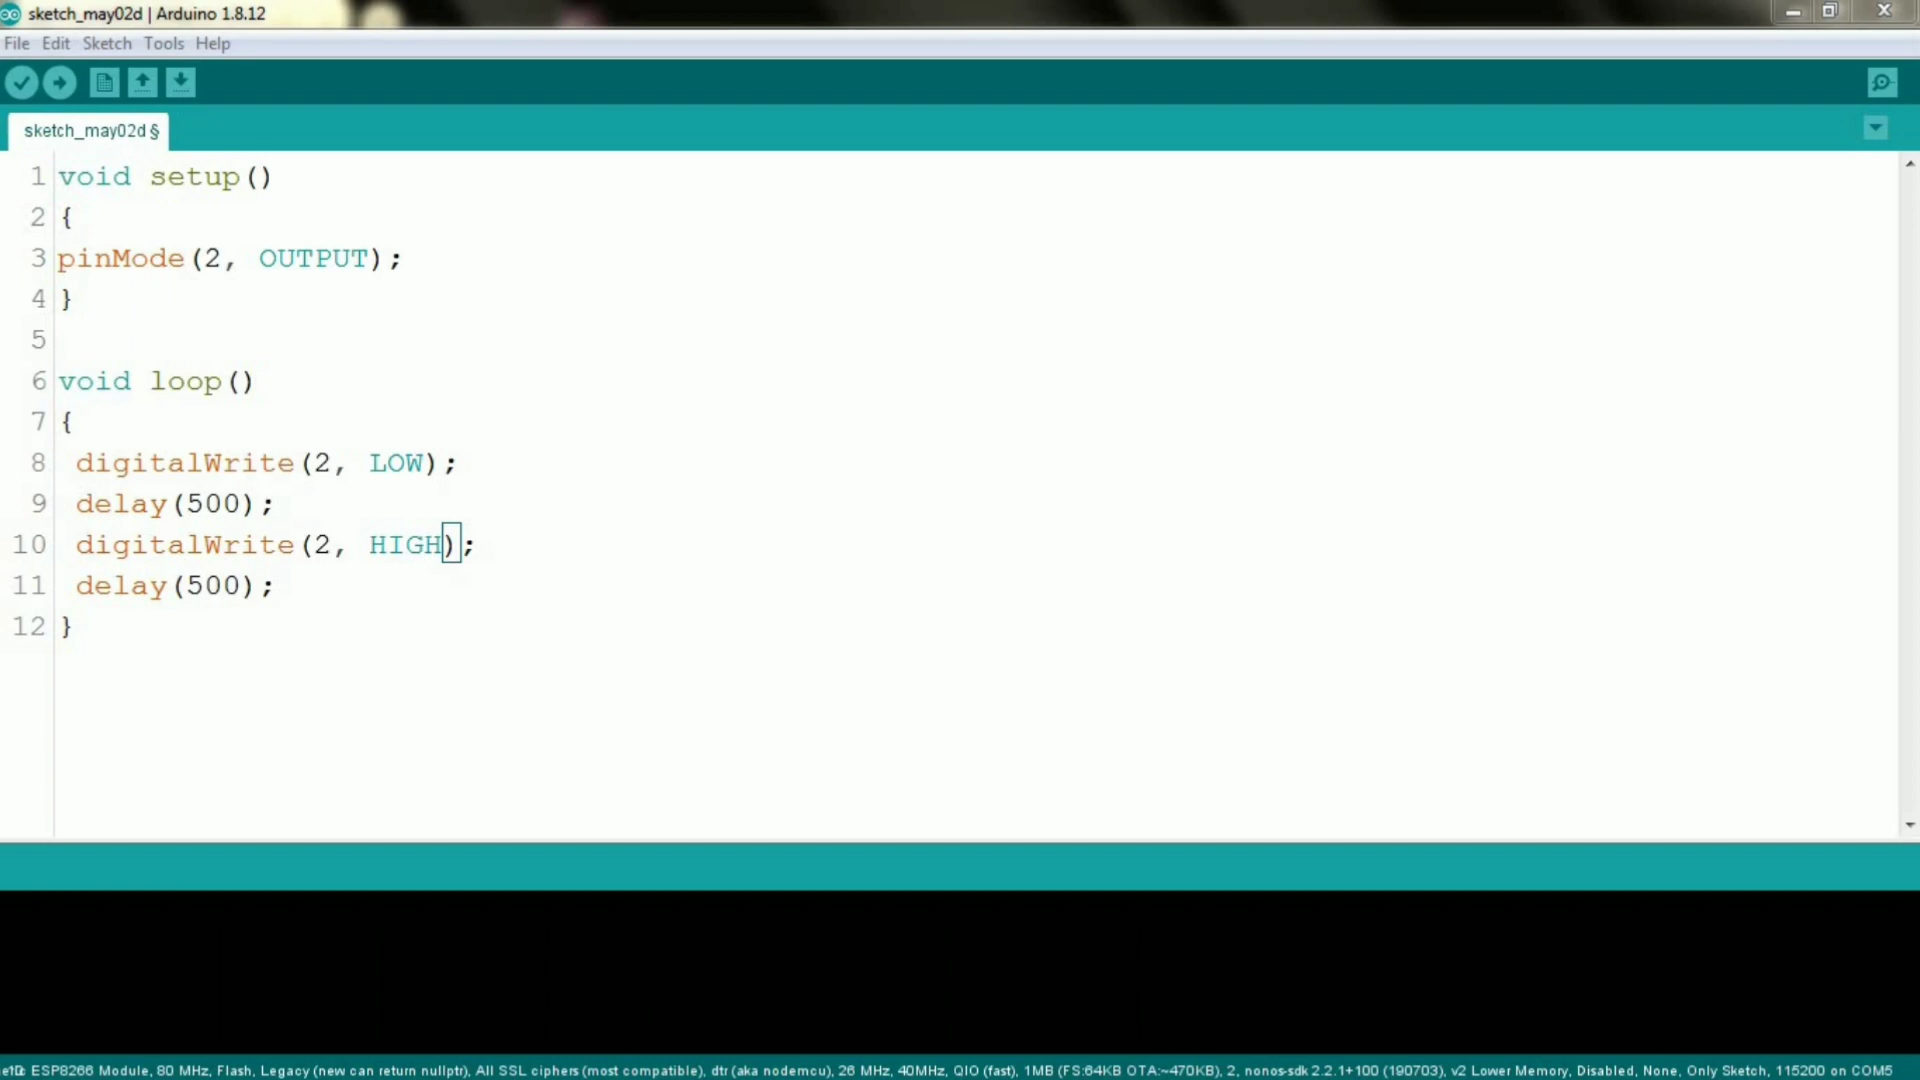 sketch_may02d | Arduino 1.8.12
File Edit Sketch Tools Help
sketch_may02d §
1 void setup()
2 {
3 pinMode(2, OUTPUT);
4 }
5
6 void loop()
7 {
8 digitalWrite(2, LOW);
9 delay(500);
10 digitalWrite(2, HIGH);
11 delay(500);
12 }
ESP8266 Module, 80 MHz, Flash, Legacy (new can return nullptr), All SSL ciphers (most compatible), dtr (aka nodemcu), 26 MHz, 40MHz, QIO (fast), 1MB (FS:64KB OTA:~470KB), 2, nonos-sdk 2.2.1+100 (190703), v2 Lower Memory, Disabled, None, Only Sketch, 115200 on COM5